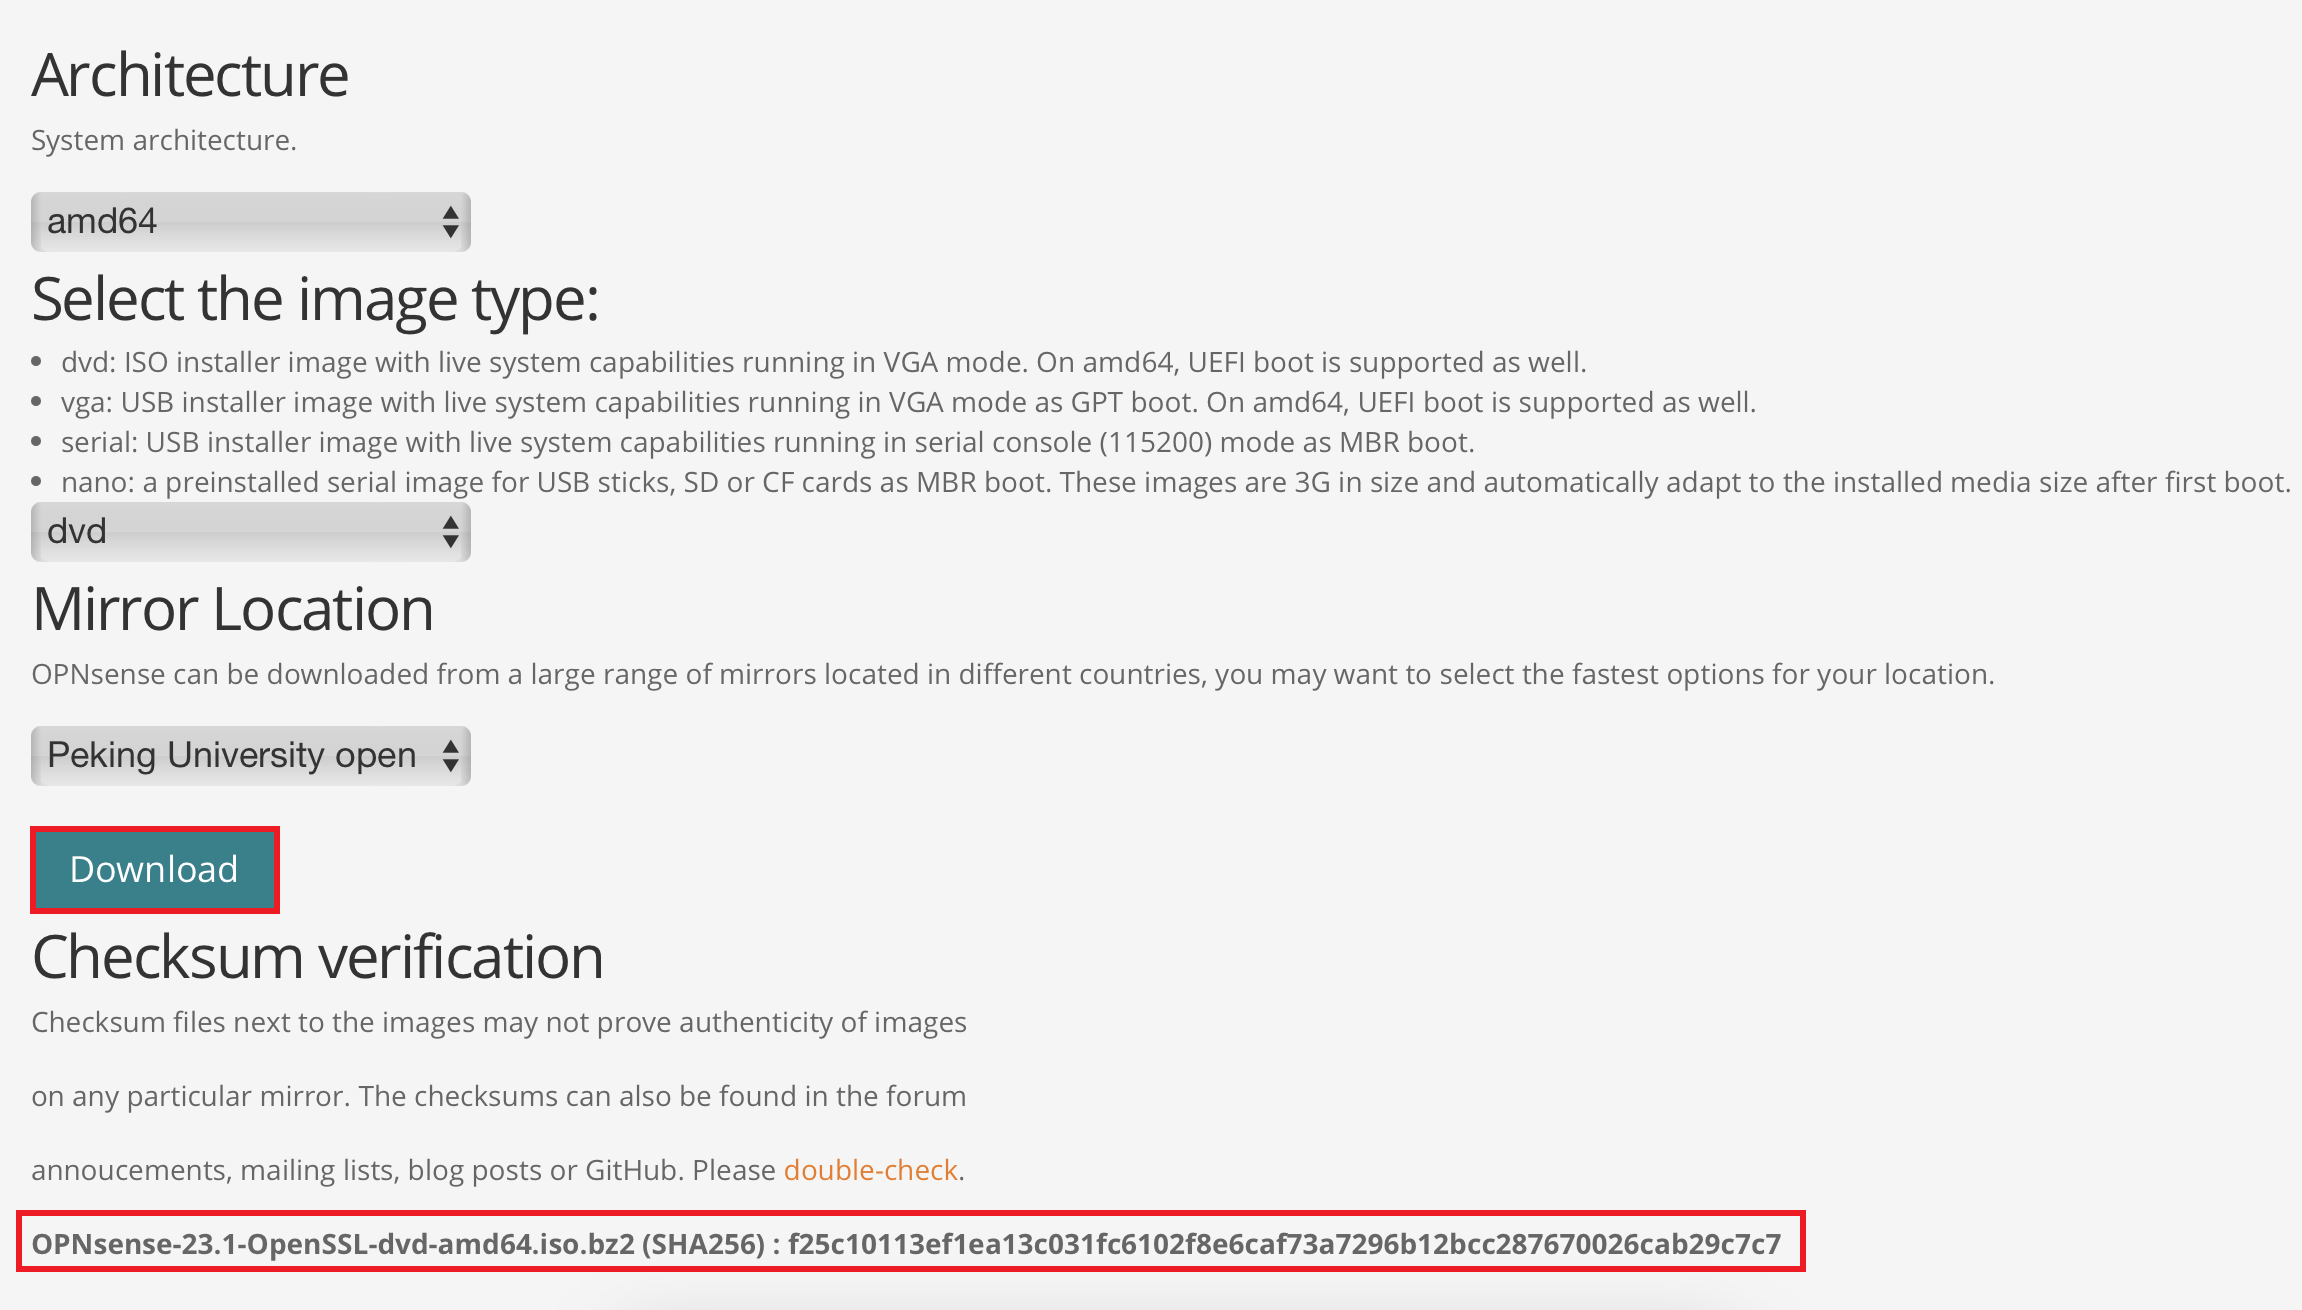 Architecture
System architecture.
amd64
Select the image type:
dvd: ISO installer image with live system capabilities running in VGA mode. On amd64, UEFI boot is supported as well.
vga: USB installer image with live system capabilities running in VGA mode as GPT boot. On amd64, UEFI boot is supported as well.
serial: USB installer image with live system capabilities running in serial console (115200) mode as MBR boot.
nano: a preinstalled serial image for USB sticks, SD or CF cards as MBR boot. These images are 3G in size and automatically adapt to the installed media size after first boot.
dvd
Mirror Location
OPNsense can be downloaded from a large range of mirrors located in different countries, you may want to select the fastest options for your location.
Peking University open
Download
Checksum verification
Checksum files next to the images may not prove authenticity of images
on any particular mirror. The checksums can also be found in the forum
annoucements, mailing lists, blog posts or GitHub. Please double-check.
OPNsense-23.1-OpenSSL-dvd-amd64.iso.bz2 (SHA256) : f25c10113ef1ea13c031fc6102f8e6caf73a7296b12bcc287670026cab29c7c7